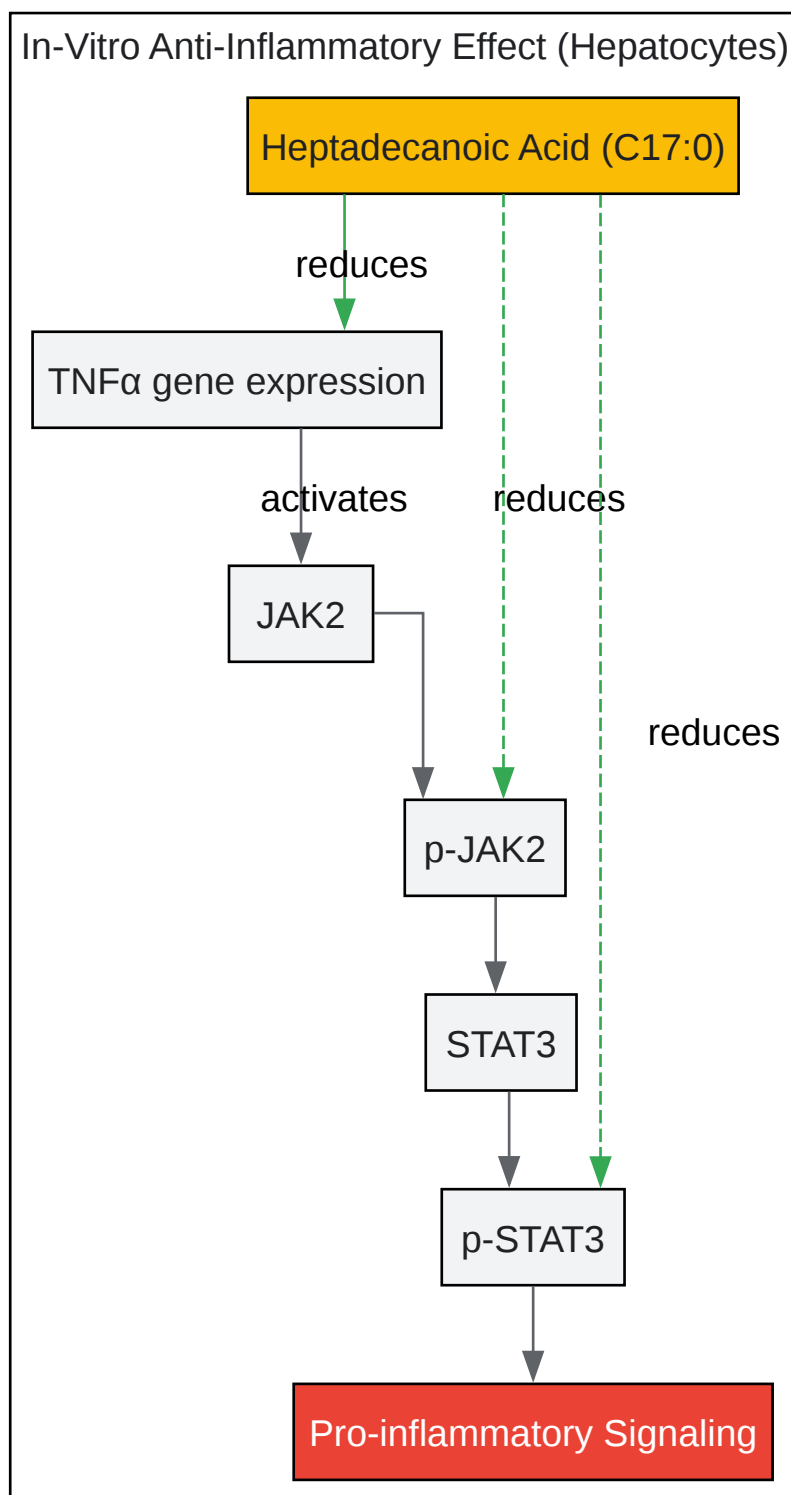 In-Vitro Anti-Inflammatory Effect (Hepatocytes)
Heptadecanoic Acid (C17:0)
reduces
TNFα gene expression
activates
reduces
JAK2
reduces
p-JAK2
STAT3
p-STAT3
Pro-inflammatory Signaling